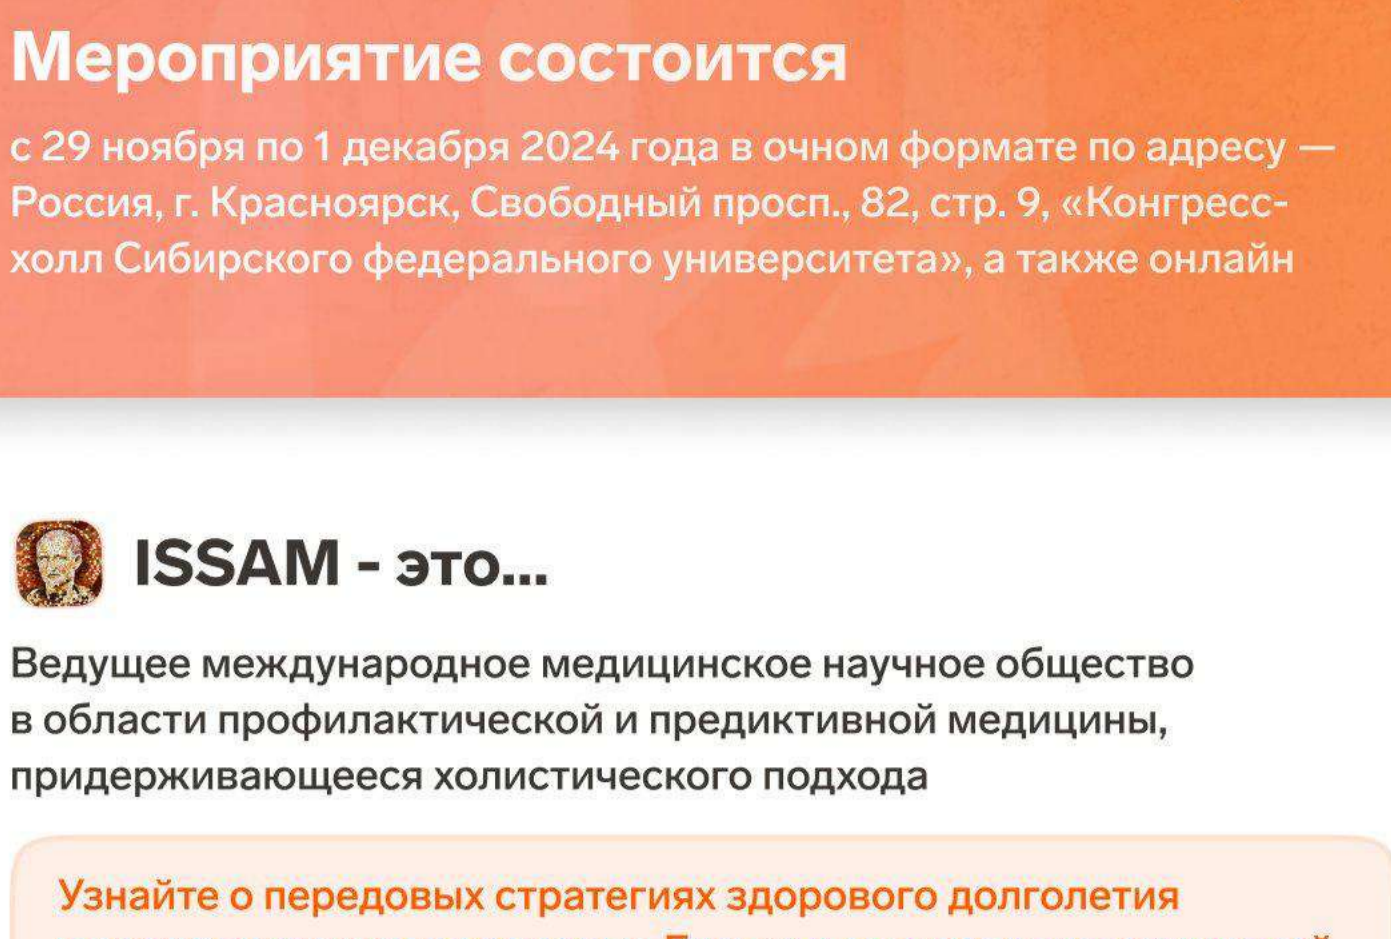 Мероприятие состоится
с 29 ноября по 1 декабря 2024 года в очном формате по адресу —
Россия, г. Красноярск, Свободный просп., 82, стр. 9, «Конгресс-
холл Сибирского федерального университета», а также онлайн
ISSAM - это...
Ведущее международное медицинское научное общество
в области профилактической и предиктивной медицины,
придерживающееся холистического подхода
Узнайте о передовых стратегиях здорового долголетия